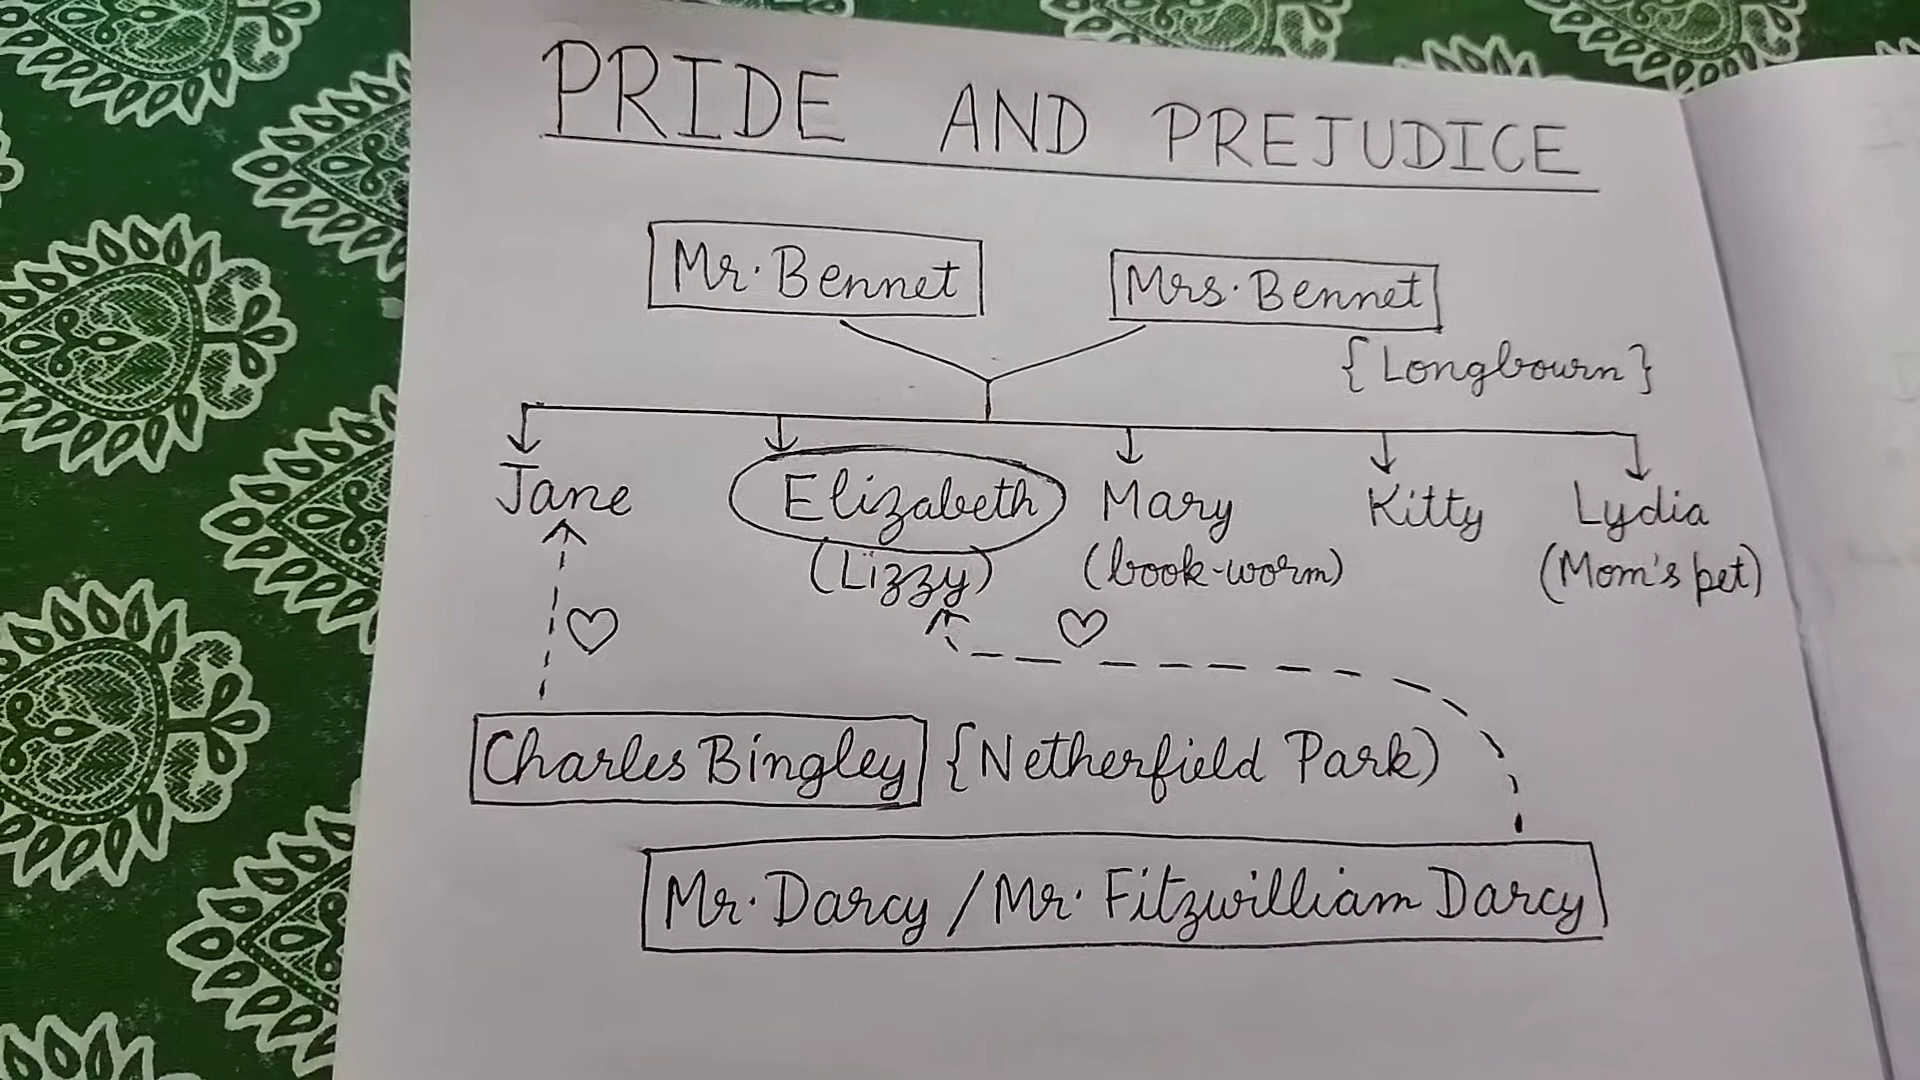 PRIDE AND PREJUDICE
Mr. Bennet Mrs. Bennet
{Longbourn}
Jane Elizabeth Mary Kitty Lydia
(Lizzy) (book-worm) (Mom's pet)
Charles Bingley {Netherfield Park)
Mr. Darcy / Mr. Fitzwilliam Darcy